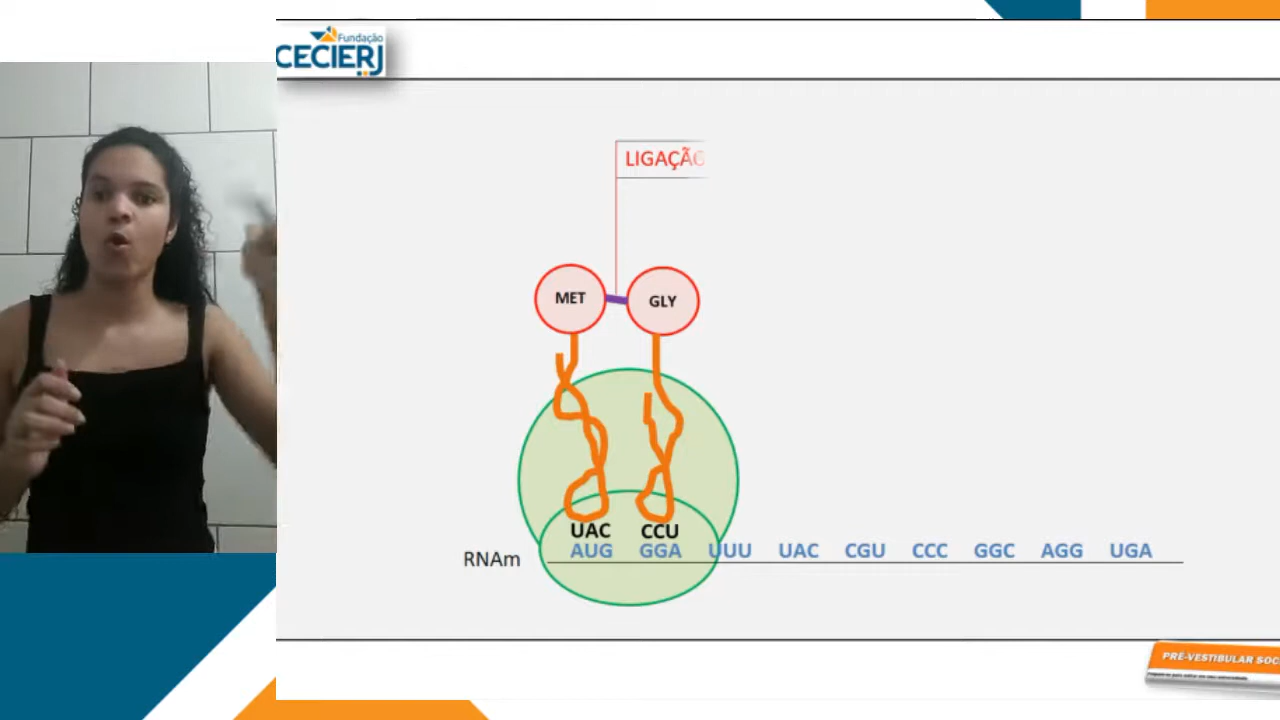 Fundação
CECIERJ
LIGAÇÃO
MET GLY
UAC CCU
RNAm AUG GGA UUU UAC CGU CCC GGC AGG UGA
PRÉ-VESTIBULAR SOC